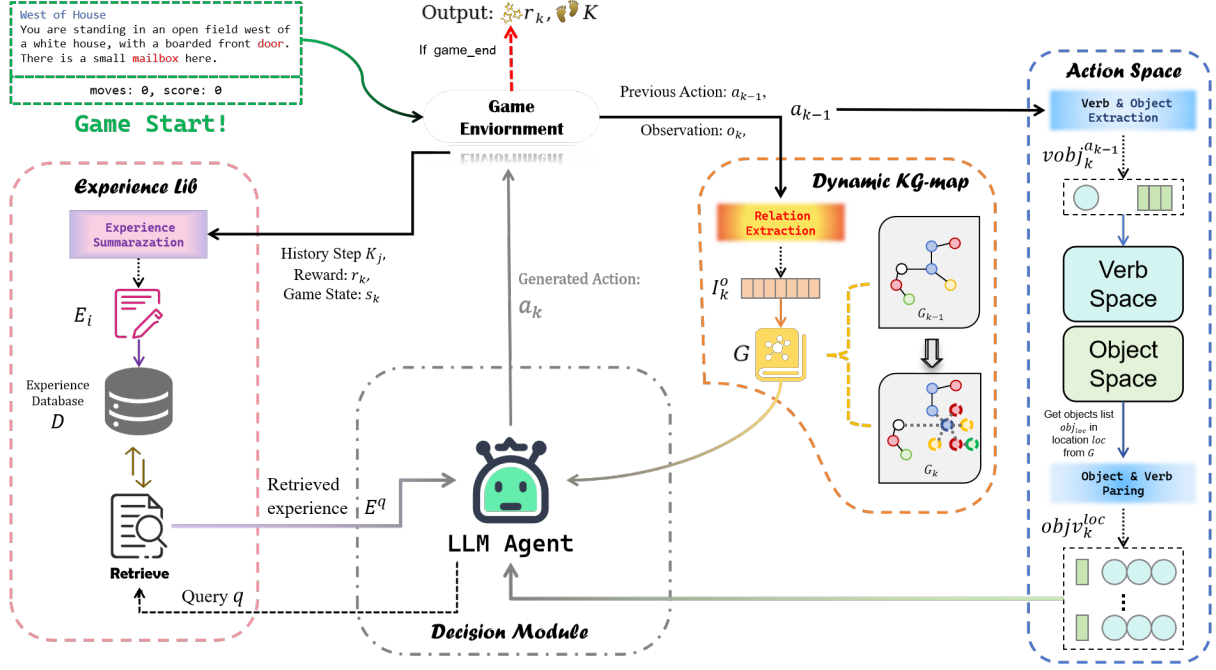 West of House
You are standing in an open field west of
a white house, with a boarded front door.
There is a small mailbox here.
moves: 0, score: 0
Game Start!
Output: r_k, K
If game_end
Game
Enviornment
Enviornment
Previous Action: a_{k−1},
Observation: o_k,
a_{k−1}
Action Space
Verb & Object
Extraction
vobj_k^{a_{k−1}}
Verb
Space
Object
Space
Get objects list
obj_{loc} in
location loc
from G
Object & Verb
Paring
objv_k^{loc}
Experience Lib
Experience
Summarazation
E_i
Experience
Database
D
Retrieve
History Step K_j,
Reward: r_k,
Game State: s_k
Generated Action:
a_k
Dynamic KG-map
Relation
Extraction
I_k^o
G
G_{k−1}
G_k
Retrieved
experience E^q
LLM Agent
Query q
Decision Module